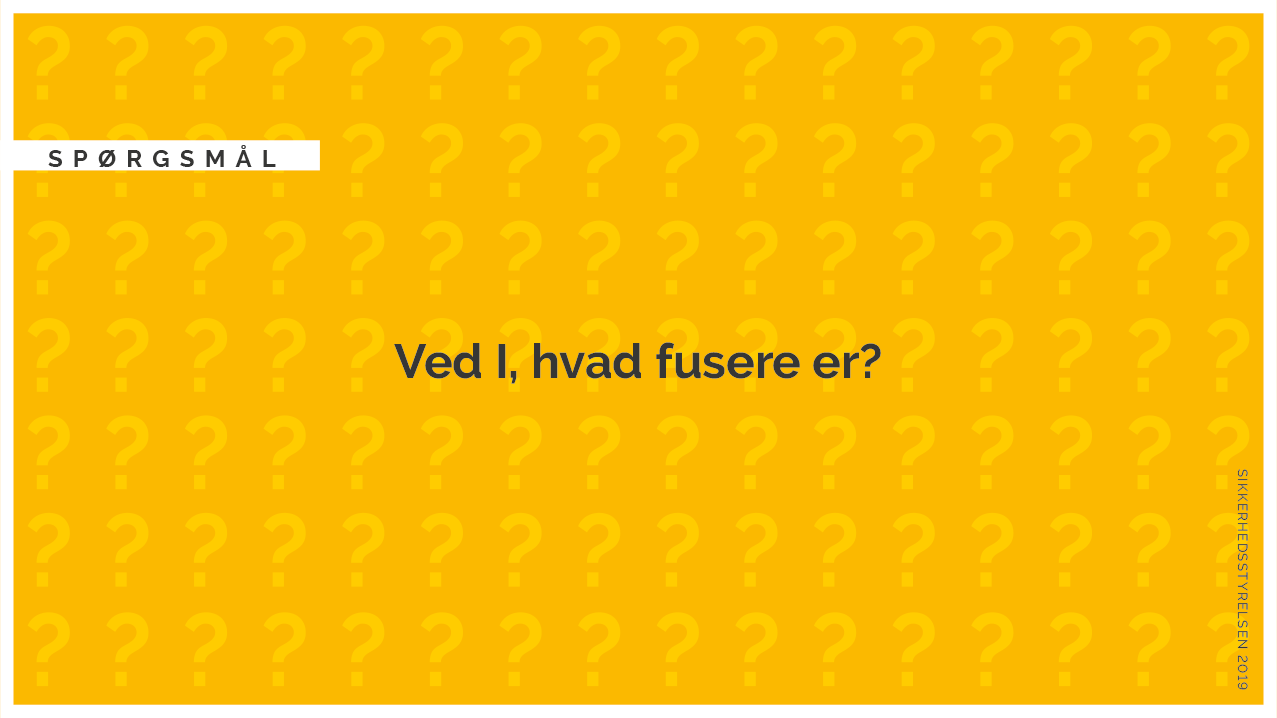 SPØRGSMÅL
Ved I, hvad fusere er?
SIKKERHEDSSTYRELSEN 2019